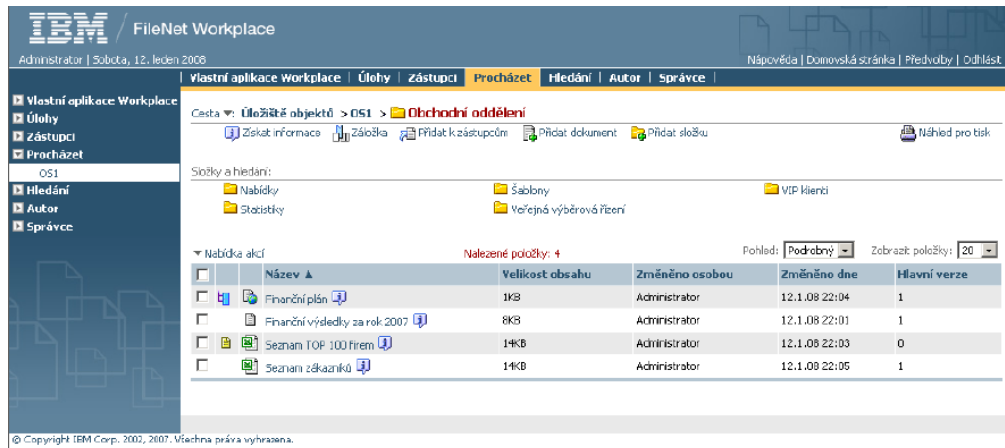 IBM FileNet Workplace
Administrator | Sobota, 12. leden 2008
Nápověda | Domovská stránka | Předvolby | Odhlásit
Vlastní aplikace Workplace | Úlohy | Zástupci | Procházet | Hledání | Autor | Správce |
Vlastní aplikace Workplace
Úlohy
Zástupci
Procházet
OS1
Hledání
Autor
Správce
Cesta : Úložiště objektů > OS1 > Obchodní oddělení
Získat informace Záložka Přidat k zástupcům Přidat dokument Přidat složku Náhled pro tisk
Složky a hledání:
Nabídky Šablony VIP klienti
Statistiky Veřejná výběrová řízení
Nabídka akcí Nalezené položky: 4 Pohled: Podrobný Zobrazit položky: 20
Název Velikost obsahu Změněno osobou Změněno dne Hlavní verze
Finanční plán 1KB Administrator 12.1.08 22:04 1
Finanční výsledky za rok 2007 8KB Administrator 12.1.08 22:01 1
Seznam TOP 100 firem 14KB Administrator 12.1.08 22:03 0
Seznam zákazníků 14KB Administrator 12.1.08 22:05 1
© Copyright IBM Corp. 2002, 2007. Všechna práva vyhrazena.